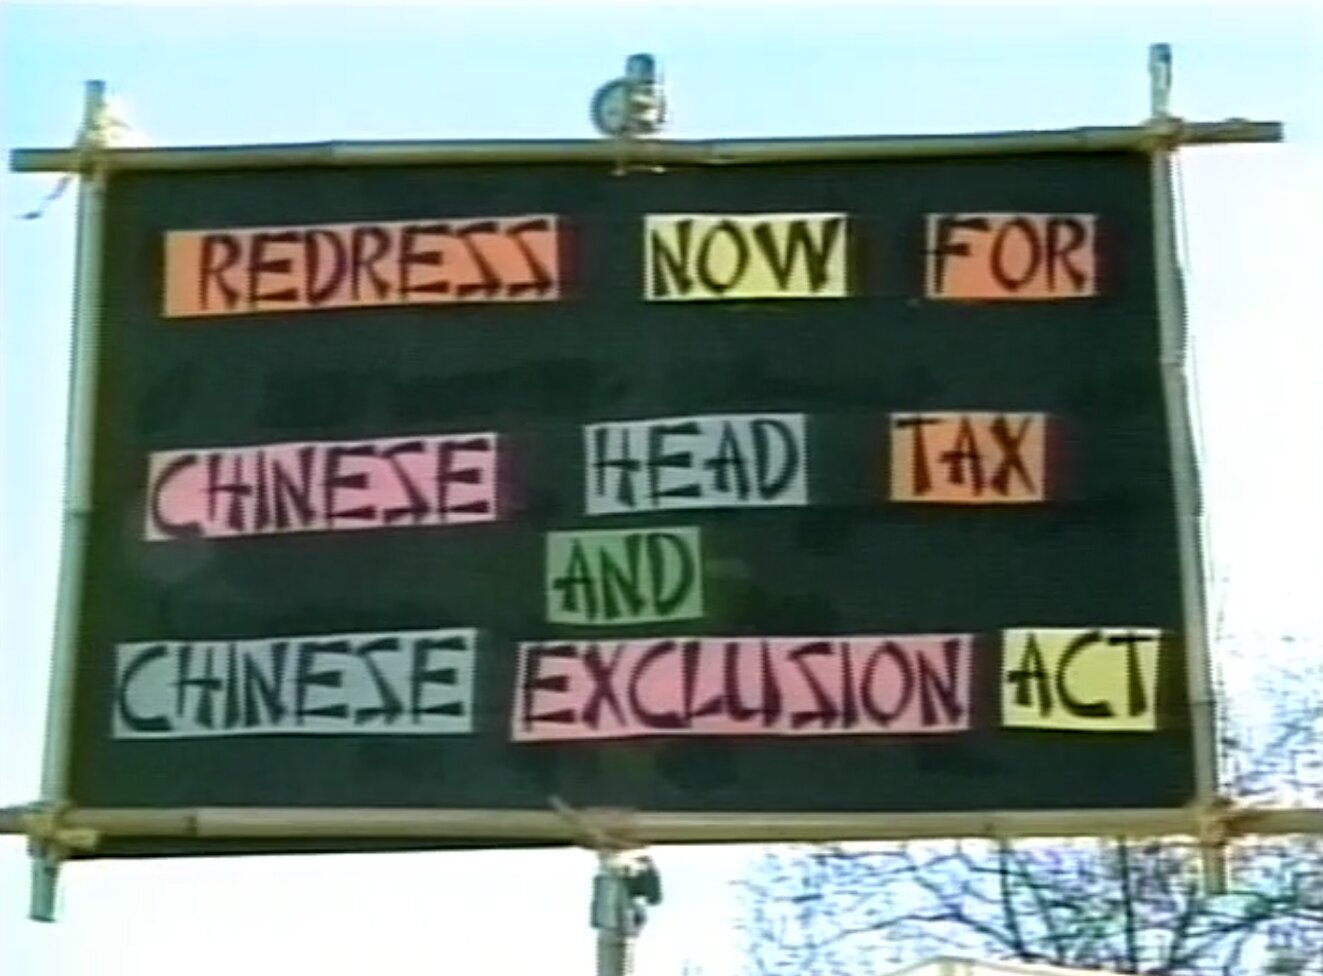 REDRESS NOW FOR
CHINESE HEAD TAX
AND
CHINESE EXCLUSION ACT